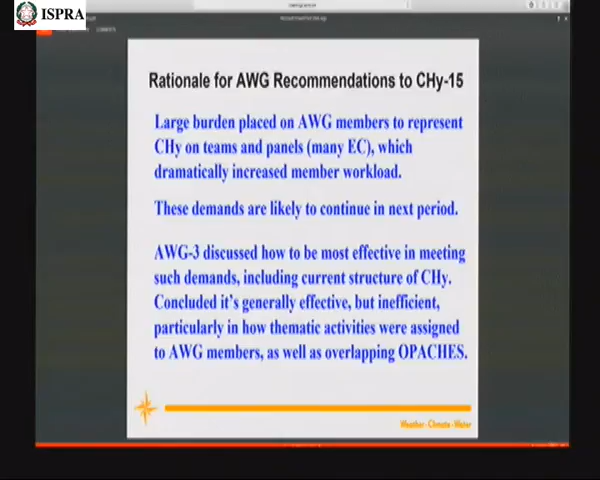 ISPRA
Rationale for AWG Recommendations to CHy-15
Large burden placed on AWG members to represent
CHy on teams and panels (many EC), which
dramatically increased member workload.
These demands are likely to continue in next period.
AWG-3 discussed how to be most effective in meeting
such demands, including current structure of CHy.
Concluded it's generally effective, but inefficient,
particularly in how thematic activities were assigned
to AWG members, as well as overlapping OPACHES.
Weather · Climate · Water